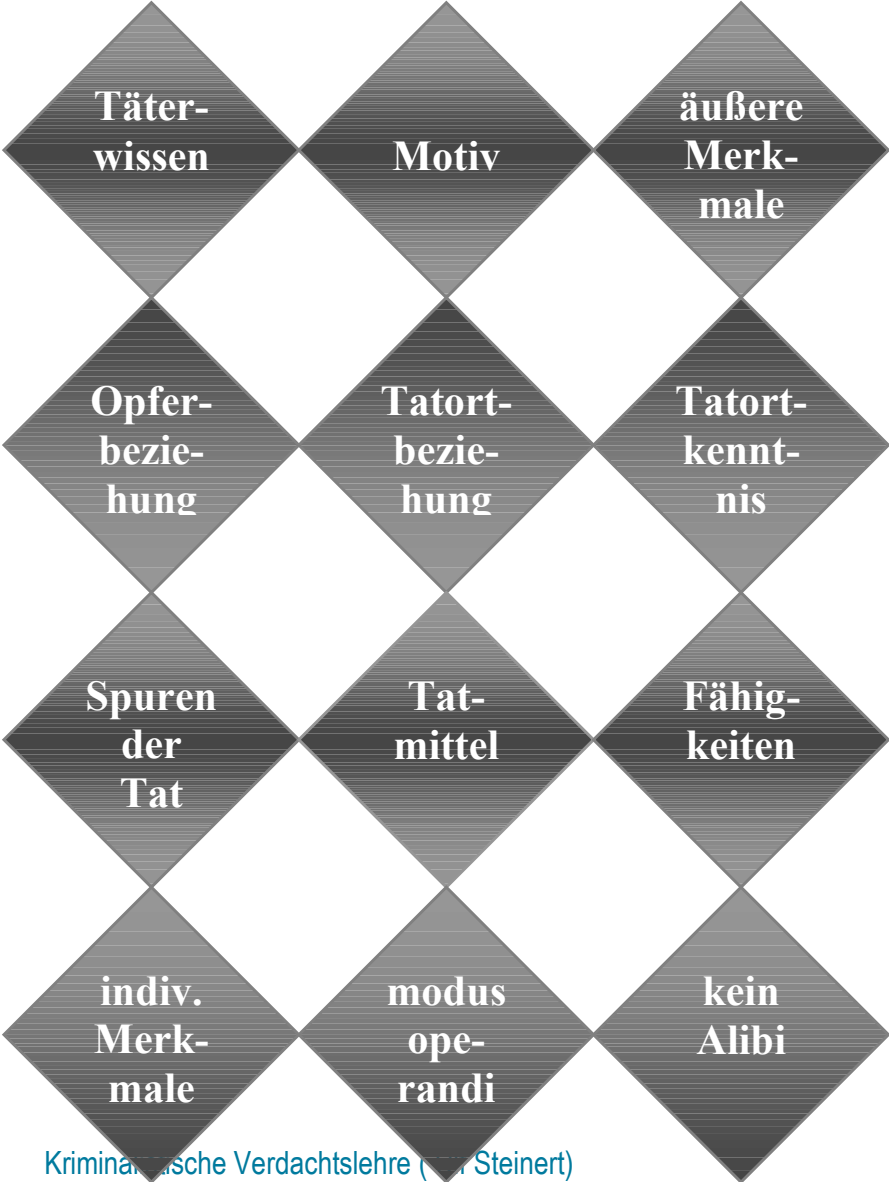 Täter-
wissen
Motiv
äußere
Merk-
male
Opfer-
bezie-
hung
Tatort-
bezie-
hung
Tatort-
kennt-
nis
Spuren
der
Tat
Tat-
mittel
Fähig-
keiten
indiv.
Merk-
male
modus
ope-
randi
kein
Alibi
Verdachtslehre ( Steinert)